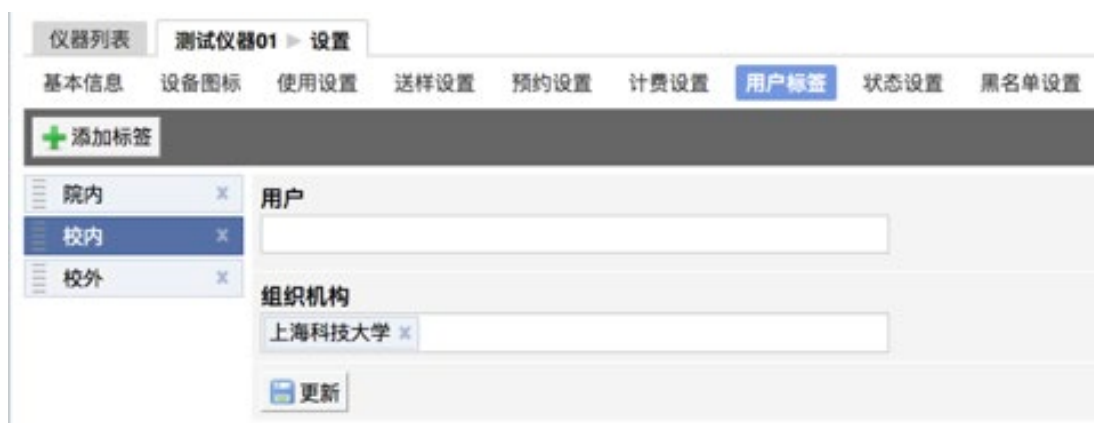 仪器列表 测试仪器01 ▶ 设置
基本信息 设备图标 使用设置 送样设置 预约设置 计费设置 用户标签 状态设置 黑名单设置
添加标签
院内 x
校内 x
校外 x
用户
组织机构
上海科技大学 x
更新